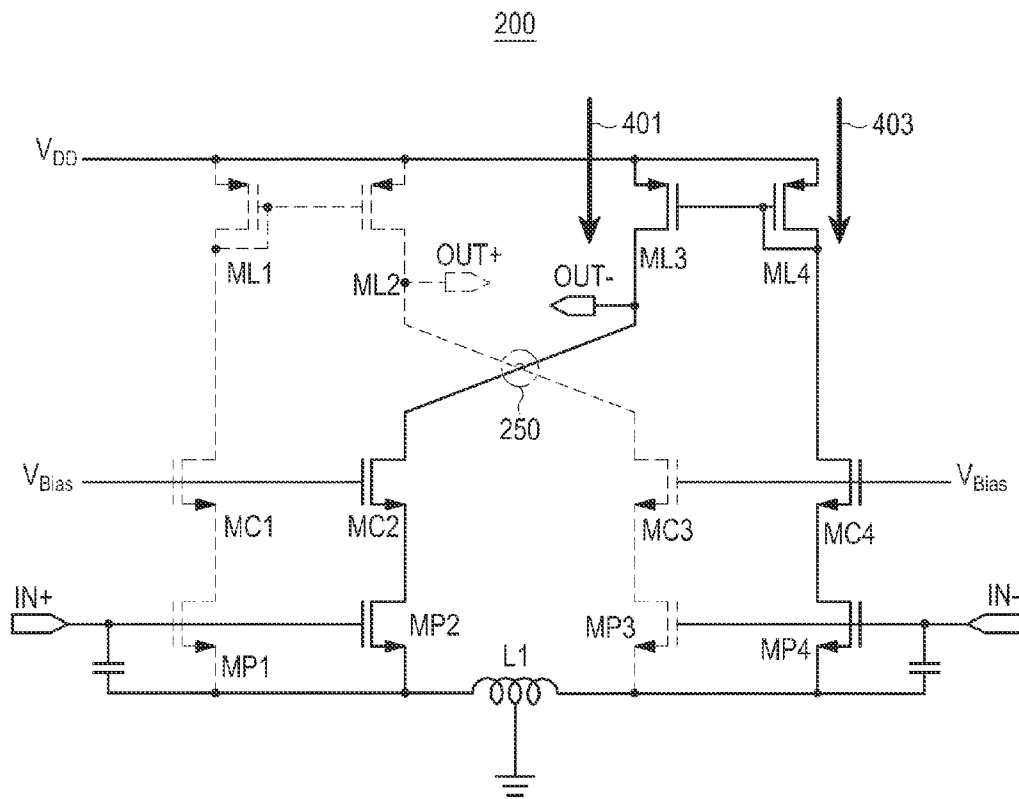 200
401
403
VDD
ML1
ML2
OUT+
OUT-
ML3
ML4
250
VBias
VBias
MC1
MC2
MC3
MC4
IN+
IN-
MP1
MP2
MP3
MP4
L1